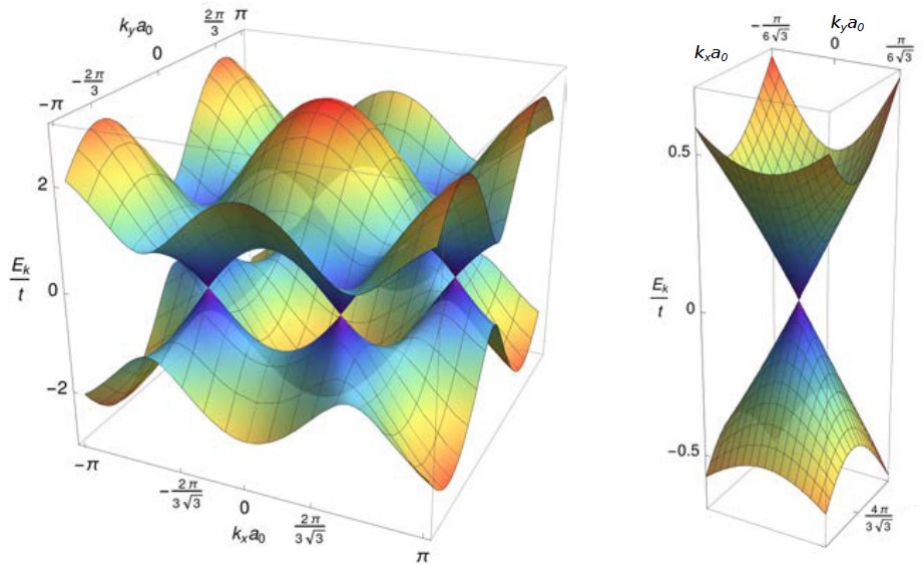 k_y a_0
−π
−2π/3
0
2π/3
π
E_k/t
2
0
−2
−π
−2π/(3√3)
0
2π/(3√3)
π
k_x a_0
k_x a_0
−π/(6√3)
k_y a_0
0
π/(6√3)
E_k/t
0.5
0
−0.5
4π/(3√3)